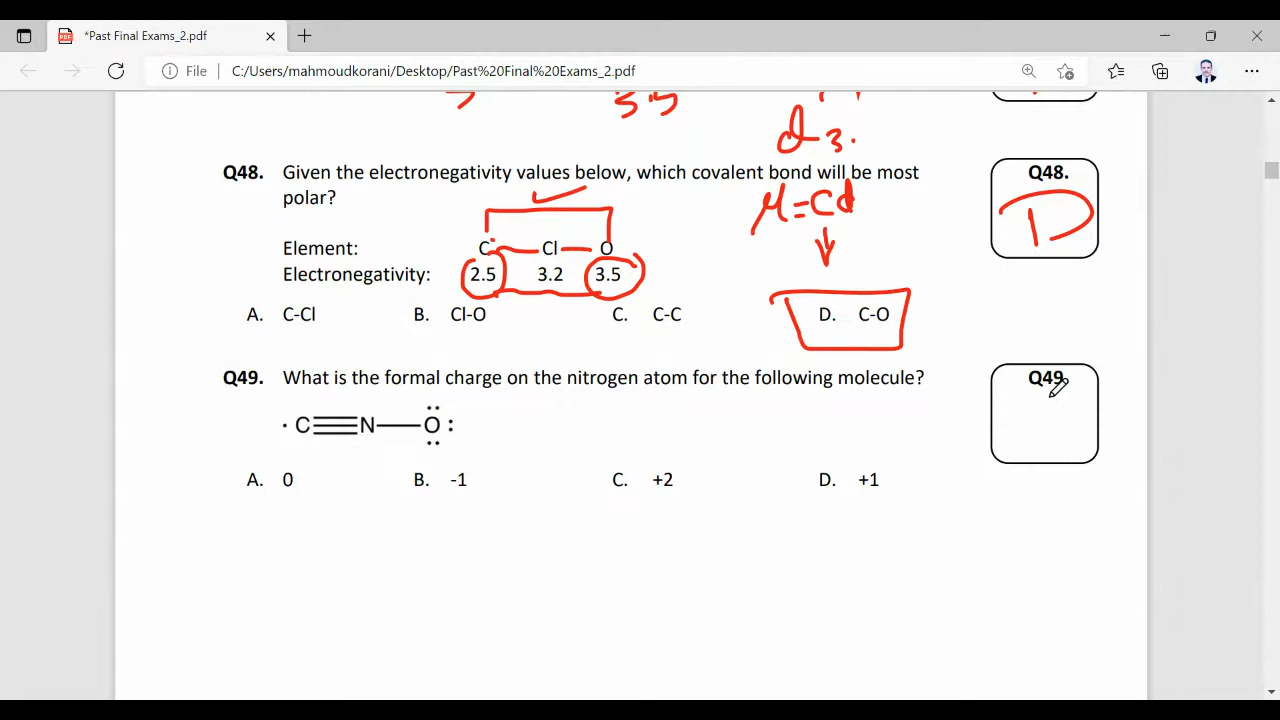 *Past Final Exams_2.pdf
File C:/Users/mahmoudkorani/Desktop/Past%20Final%20Exams_2.pdf
d 3.
Q48. Given the electronegativity values below, which covalent bond will be most
polar?
Q48.
D
μ=Cd
Element: C Cl O
Electronegativity: 2.5 3.2 3.5
A. C-Cl B. Cl-O C. C-C D. C-O
Q49. What is the formal charge on the nitrogen atom for the following molecule?
Q49.
· C≡N—O:
A. 0 B. -1 C. +2 D. +1